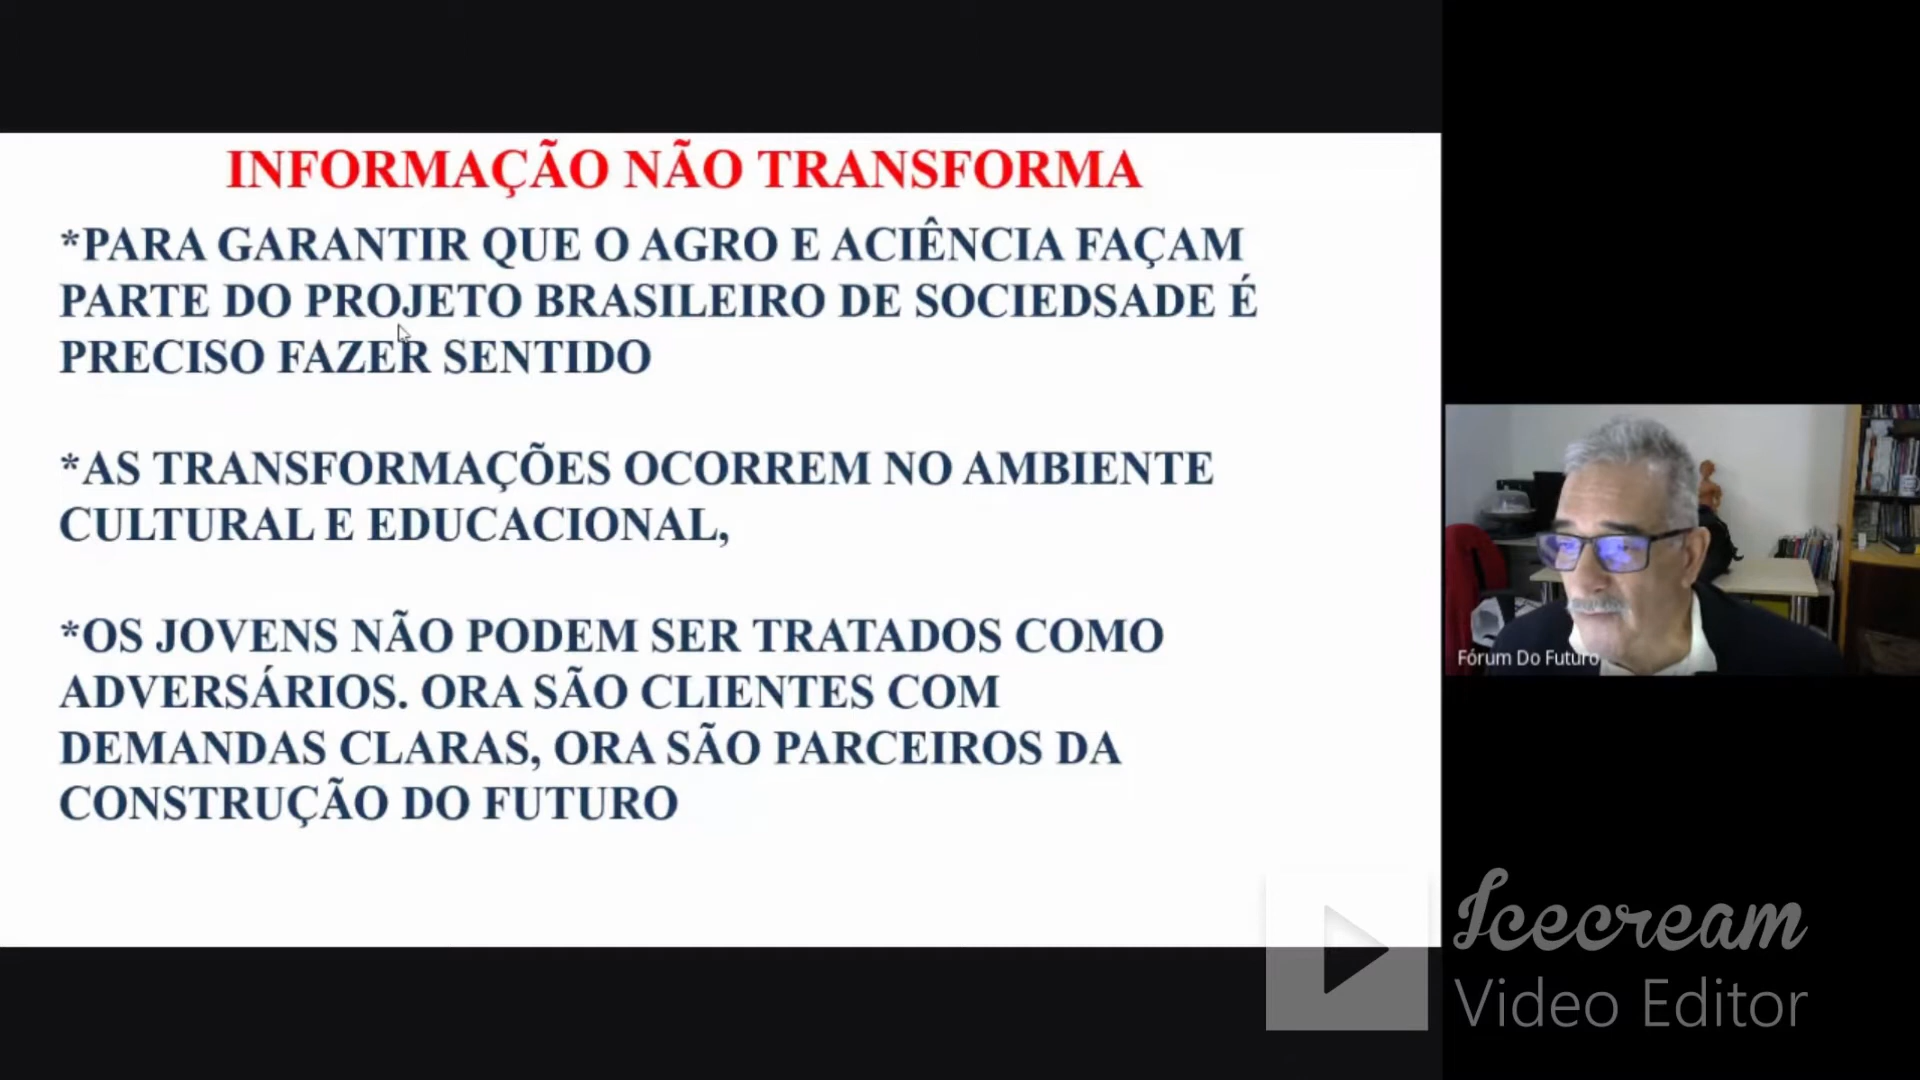 INFORMAÇÃO NÃO TRANSFORMA
*PARA GARANTIR QUE O AGRO E ACIÊNCIA FAÇAM
PARTE DO PROJETO BRASILEIRO DE SOCIEDSADE É
PRECISO FAZER SENTIDO
*AS TRANSFORMAÇÕES OCORREM NO AMBIENTE
CULTURAL E EDUCACIONAL,
*OS JOVENS NÃO PODEM SER TRATADOS COMO
ADVERSÁRIOS. ORA SÃO CLIENTES COM
DEMANDAS CLARAS, ORA SÃO PARCEIROS DA
CONSTRUÇÃO DO FUTURO
Fórum Do Futuro
Icecream
Video Editor